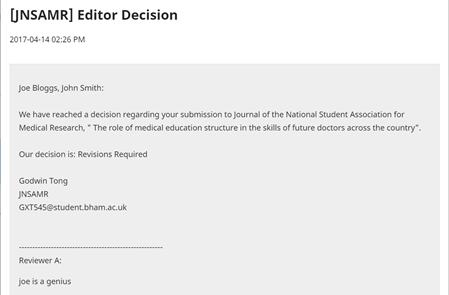 [JNSAMR] Editor Decision
2017-04-14 02:26 PM
Joe Bloggs, John Smith:
We have reached a decision regarding your submission to Journal of the National Student Association for
Medical Research, " The role of medical education structure in the skills of future doctors across the country".
Our decision is: Revisions Required
Godwin Tong
JNSAMR
GXT545@student.bham.ac.uk
------------------------------------------------------
Reviewer A:
joe is a genius